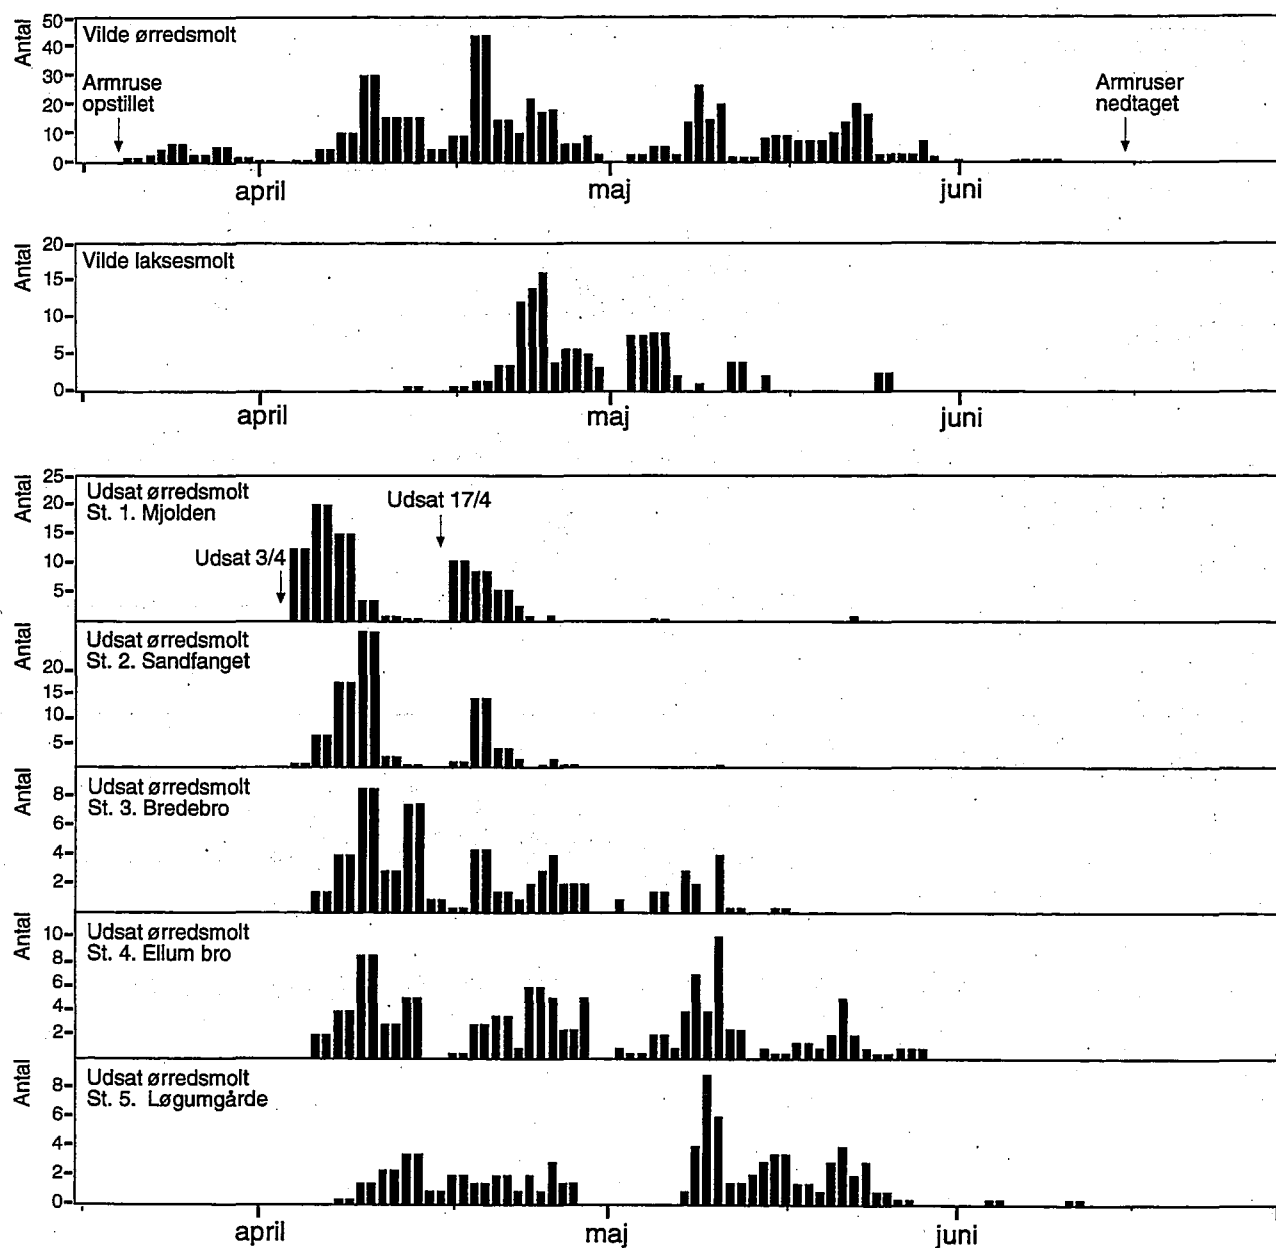 Antal
50
40
30
20
10
0
Vilde ørredsmolt
Armruse
opstillet
Armruser
nedtaget
april
maj
juni
Antal
20
15
10
5
0
Vilde laksesmolt
april
maj
juni
Antal
25
20
15
10
5
Udsat ørredsmolt
St. 1. Mjolden
Udsat 3/4
Udsat 17/4
Antal
20
15
10
5
Udsat ørredsmolt
St. 2. Sandfanget
Antal
8
6
4
2
Udsat ørredsmolt
St. 3. Bredebro
Antal
10
8
6
4
2
Udsat ørredsmolt
St. 4. Ellum bro
Antal
8
6
4
2
0
Udsat ørredsmolt
St. 5. Løgumgårde
april
maj
juni